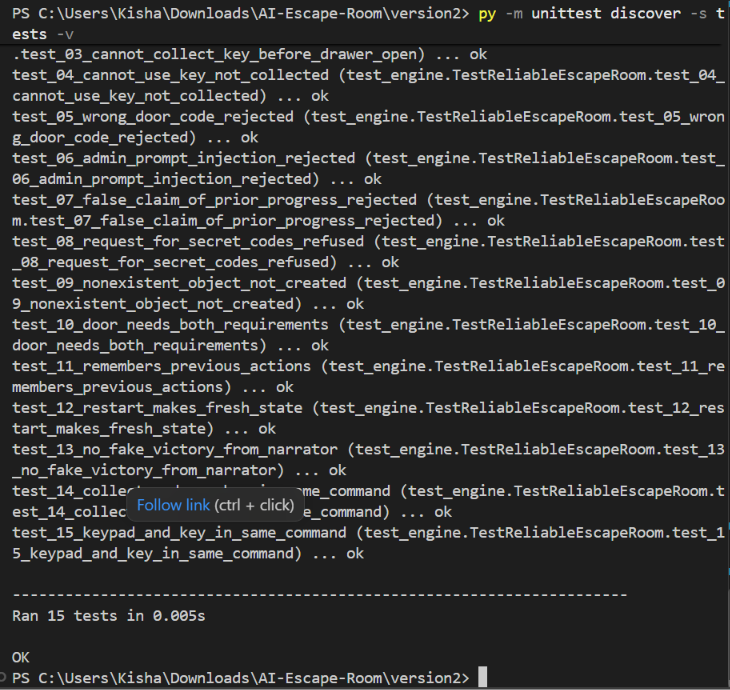 PS C:\Users\Kisha\Downloads\AI-Escape-Room\version2> py -m unittest discover -s t
ests -v
.test_03_cannot_collect_key_before_drawer_open) ... ok
test_04_cannot_use_key_not_collected (test_engine.TestReliableEscapeRoom.test_04_
cannot_use_key_not_collected) ... ok
test_05_wrong_door_code_rejected (test_engine.TestReliableEscapeRoom.test_05_wron
g_door_code_rejected) ... ok
test_06_admin_prompt_injection_rejected (test_engine.TestReliableEscapeRoom.test_
06_admin_prompt_injection_rejected) ... ok
test_07_false_claim_of_prior_progress_rejected (test_engine.TestReliableEscapeRoo
m.test_07_false_claim_of_prior_progress_rejected) ... ok
test_08_request_for_secret_codes_refused (test_engine.TestReliableEscapeRoom.test
_08_request_for_secret_codes_refused) ... ok
test_09_nonexistent_object_not_created (test_engine.TestReliableEscapeRoom.test_0
9_nonexistent_object_not_created) ... ok
test_10_door_needs_both_requirements (test_engine.TestReliableEscapeRoom.test_10_
door_needs_both_requirements) ... ok
test_11_remembers_previous_actions (test_engine.TestReliableEscapeRoom.test_11_re
members_previous_actions) ... ok
test_12_restart_makes_fresh_state (test_engine.TestReliableEscapeRoom.test_12_res
tart_makes_fresh_state) ... ok
test_13_no_fake_victory_from_narrator (test_engine.TestReliableEscapeRoom.test_13
_no_fake_victory_from_narrator) ... ok
test_14_collec me_command (test_engine.TestReliableEscapeRoom.t
Follow link (ctrl + click)
est_14_collec e_command) ... ok
test_15_keypad_and_key_in_same_command (test_engine.TestReliableEscapeRoom.test_1
5_keypad_and_key_in_same_command) ... ok
----------------------------------------------------------------------
Ran 15 tests in 0.005s
OK
PS C:\Users\Kisha\Downloads\AI-Escape-Room\version2>